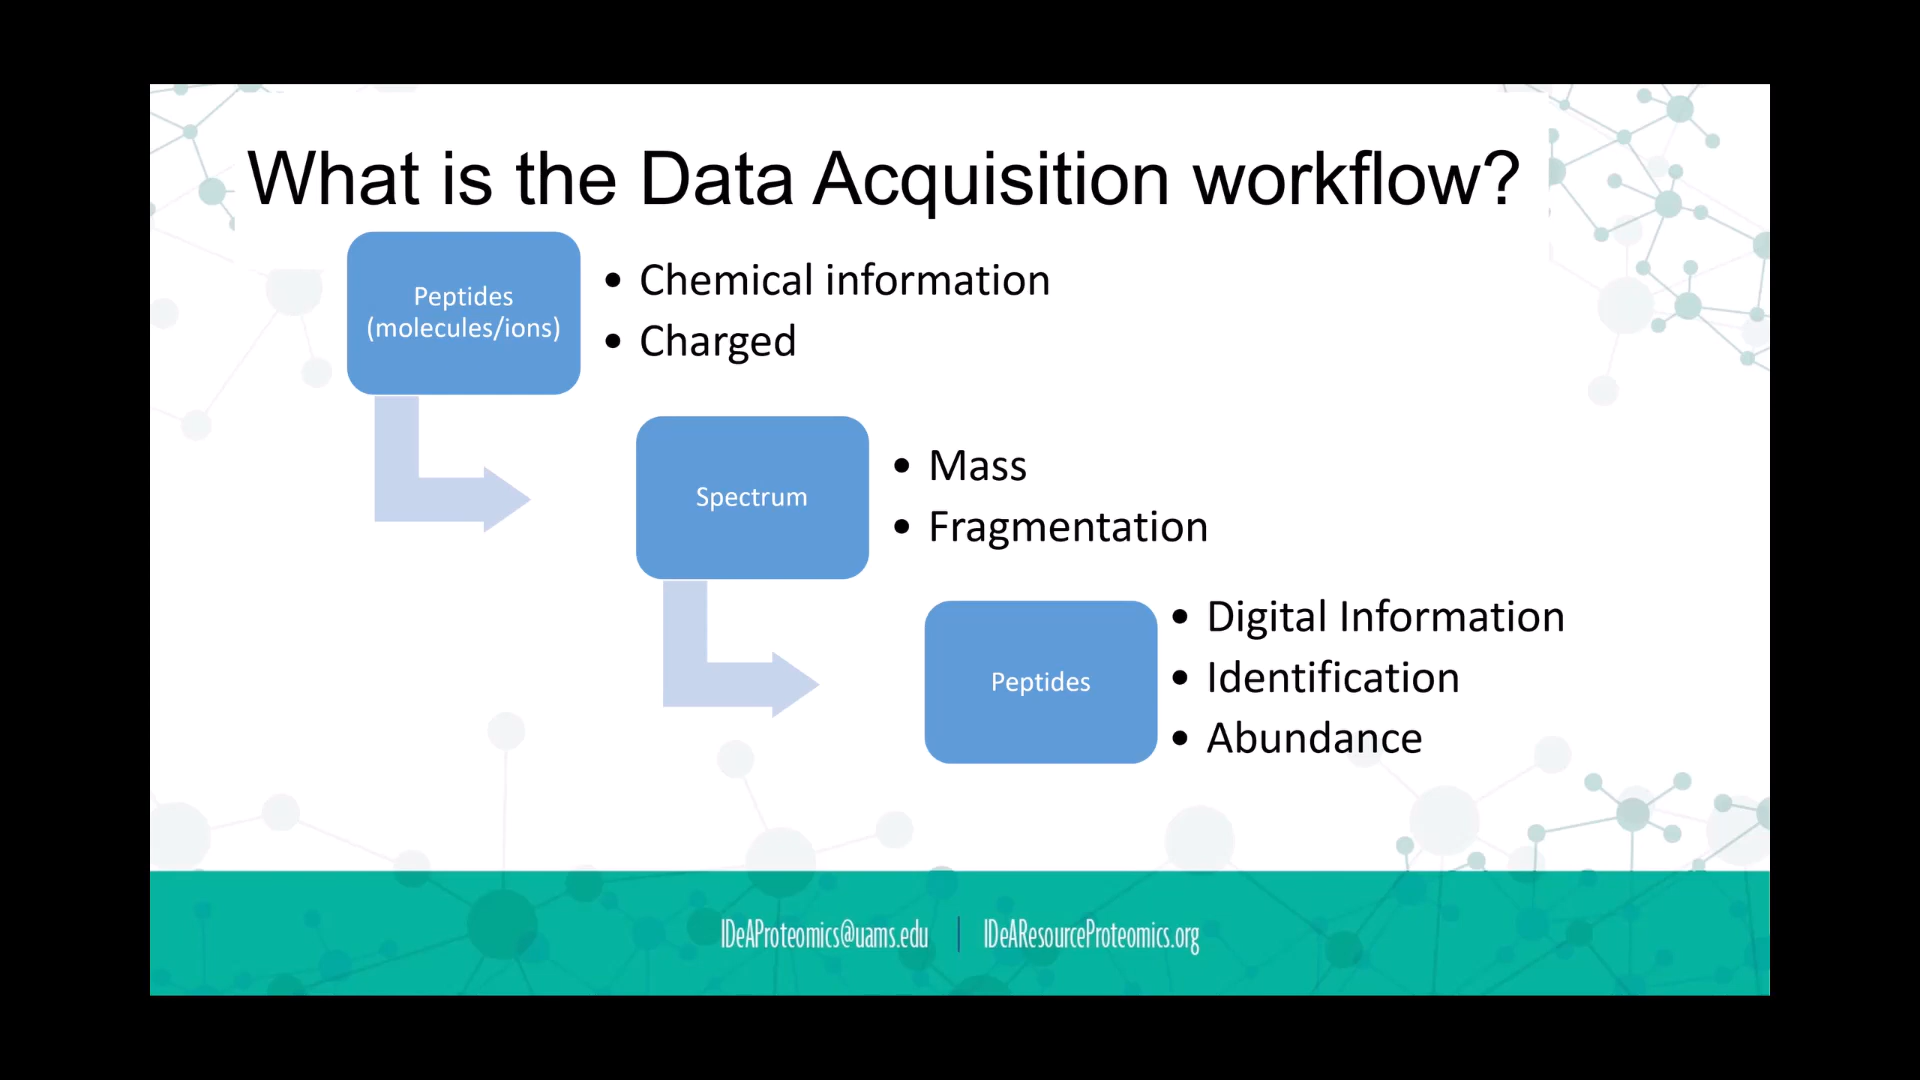 What is the Data Acquisition workflow?
Peptides
(molecules/ions)
• Chemical information
• Charged
Spectrum
• Mass
• Fragmentation
Peptides
• Digital Information
• Identification
• Abundance
IDeAProteomics@uams.edu | IDeAResourceProteomics.org